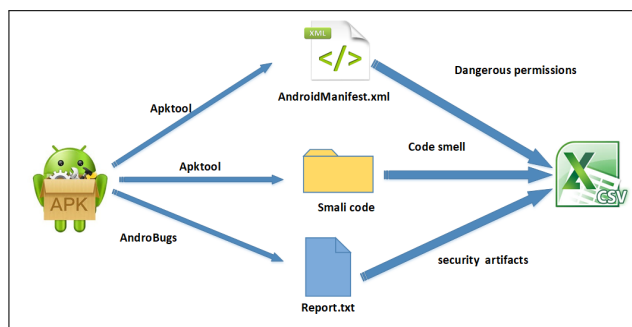 XML
</>
AndroidManifest.xml
Dangerous permissions
Apktool
Apktool
Code smell
APK
Smali code
X
CSV
AndroBugs
security artifacts
Report.txt